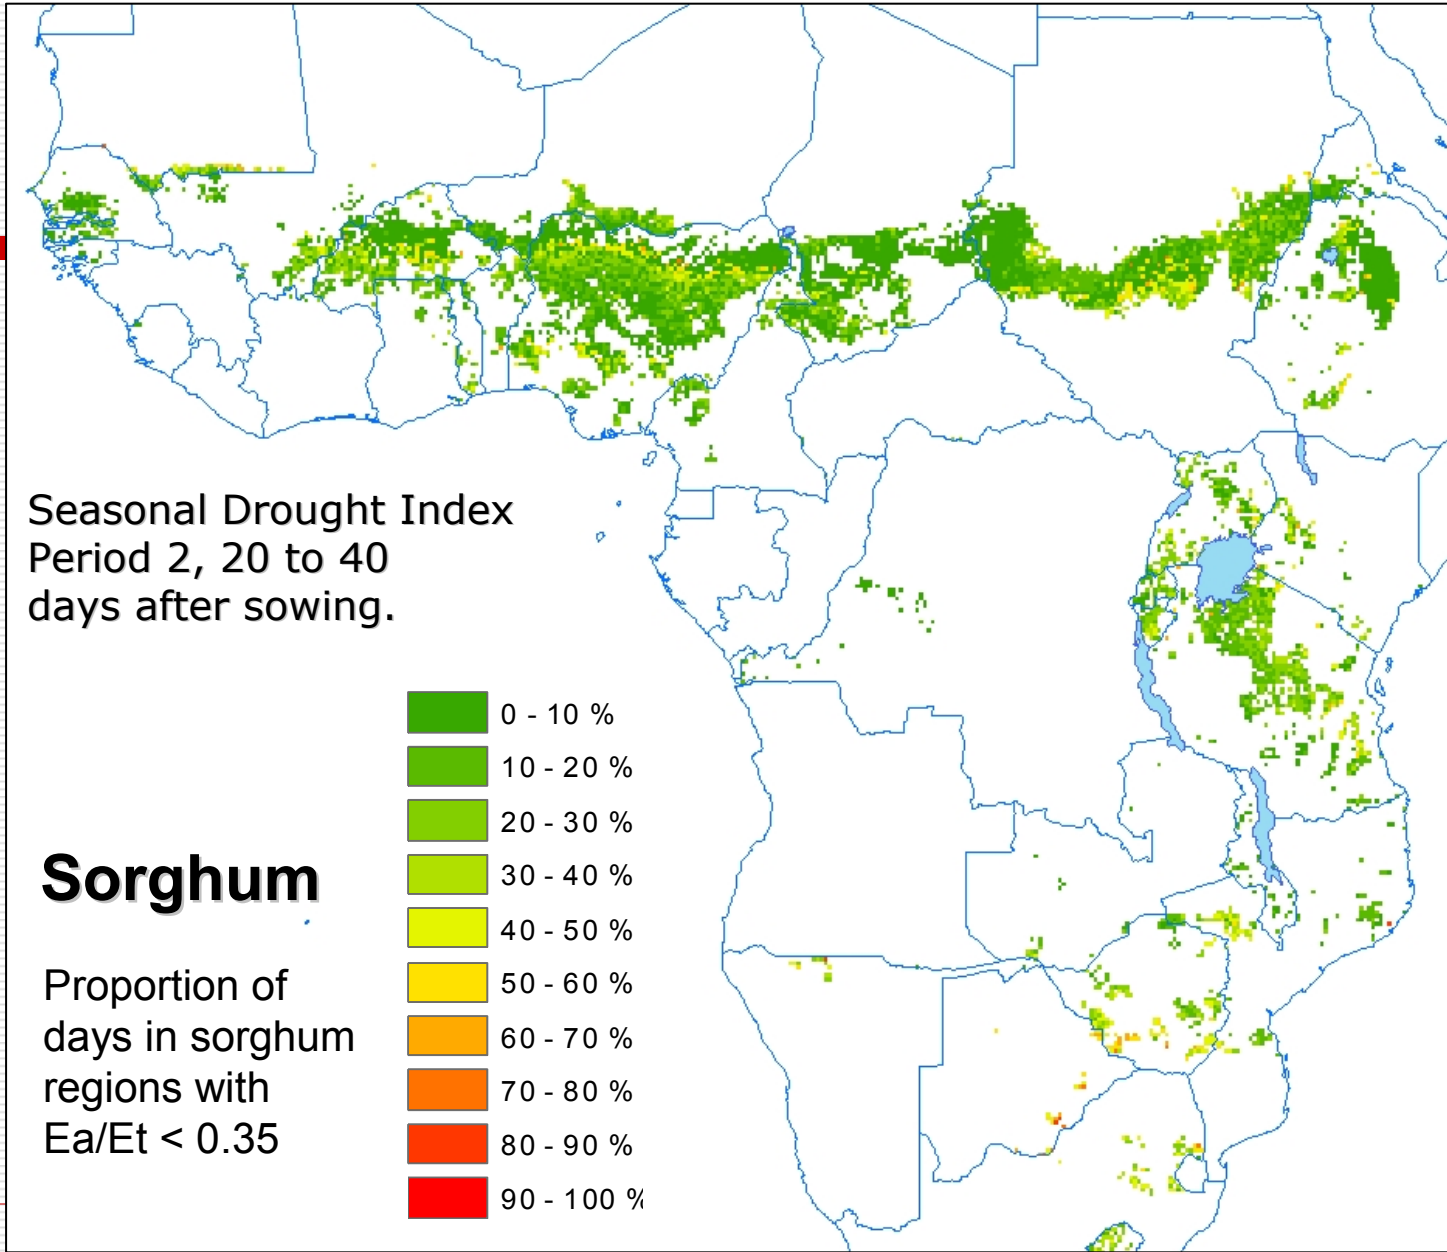 Seasonal Drought Index
Period 2, 20 to 40
days after sowing.
0 - 10 %
10 - 20 %
20 - 30 %
30 - 40 %
40 - 50 %
50 - 60 %
60 - 70 %
70 - 80 %
80 - 90 %
90 - 100 %
Sorghum
Proportion of
days in sorghum
regions with
Ea/Et < 0.35